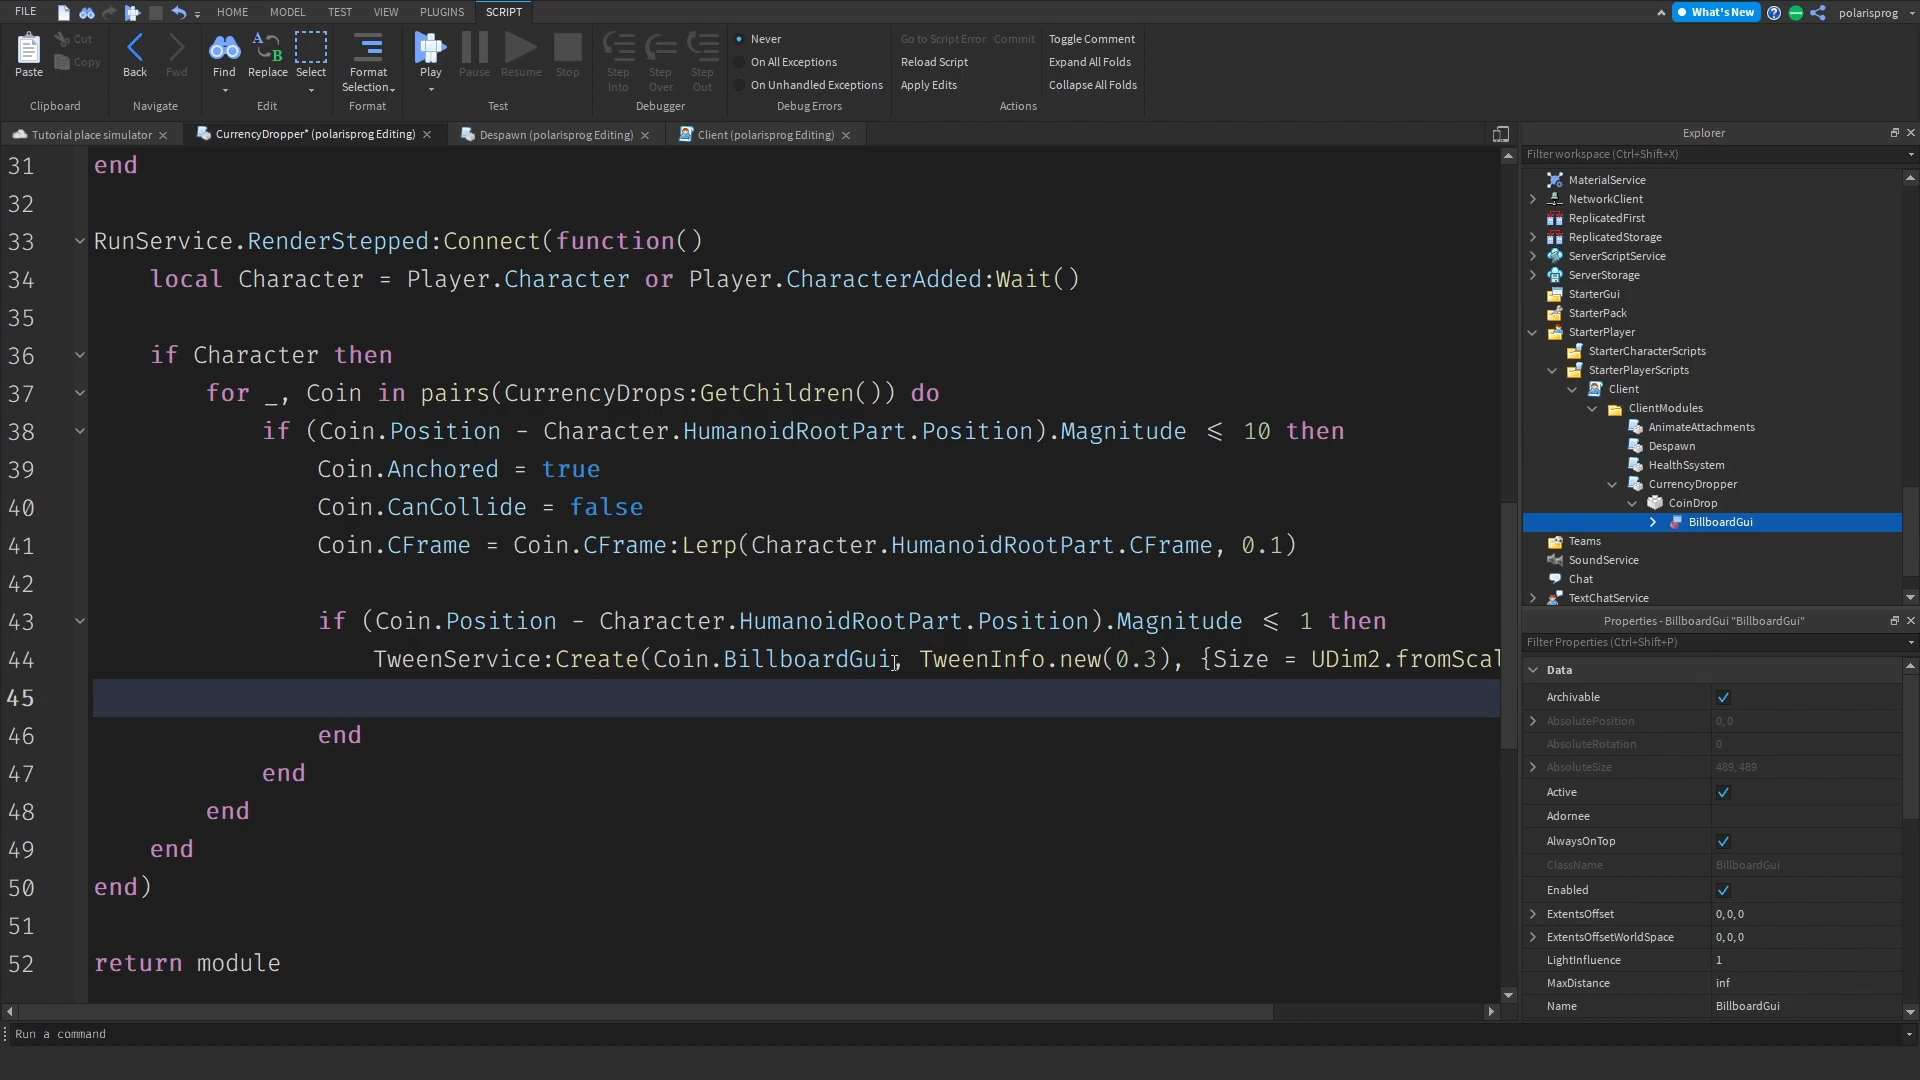 FILE
HOME
MODEL
TEST
VIEW
PLUGINS
SCRIPT
What's New
polarisprog
Paste
Cut
Copy
Clipboard
Back
Fwd
Navigate
Find
Replace
Select
Edit
Format
Selection
Format
Play
Pause
Resume
Stop
Test
Step
Into
Step
Over
Step
Out
Debugger
Never
On All Exceptions
On Unhandled Exceptions
Debug Errors
Go to Script Error
Commit
Reload Script
Apply Edits
Toggle Comment
Expand All Folds
Collapse All Folds
Actions
Tutorial place simulator
CurrencyDropper* (polarisprog Editing)
Despawn (polarisprog Editing)
Client (polarisprog Editing)
31 end
32
33 RunService.RenderStepped:Connect(function()
34 local Character = Player.Character or Player.CharacterAdded:Wait()
35
36 if Character then
37 for _, Coin in pairs(CurrencyDrops:GetChildren()) do
38 if (Coin.Position - Character.HumanoidRootPart.Position).Magnitude <= 10 then
39 Coin.Anchored = true
40 Coin.CanCollide = false
41 Coin.CFrame = Coin.CFrame:Lerp(Character.HumanoidRootPart.CFrame, 0.1)
42
43 if (Coin.Position - Character.HumanoidRootPart.Position).Magnitude <= 1 then
44 TweenService:Create(Coin.BillboardGui, TweenInfo.new(0.3), {Size = UDim2.fromScal
45
46 end
47 end
48 end
49 end
50 end)
51
52 return module
Run a command
Explorer
Filter workspace (Ctrl+Shift+X)
MaterialService
NetworkClient
ReplicatedFirst
ReplicatedStorage
ServerScriptService
ServerStorage
StarterGui
StarterPack
StarterPlayer
StarterCharacterScripts
StarterPlayerScripts
Client
ClientModules
AnimateAttachments
Despawn
HealthSsystem
CurrencyDropper
CoinDrop
BillboardGui
Teams
SoundService
Chat
TextChatService
Properties - BillboardGui "BillboardGui"
Filter Properties (Ctrl+Shift+P)
Data
Archivable
AbsolutePosition 0, 0
AbsoluteRotation 0
AbsoluteSize 489, 489
Active
Adornee
AlwaysOnTop
ClassName BillboardGui
Enabled
ExtentsOffset 0, 0, 0
ExtentsOffsetWorldSpace 0, 0, 0
LightInfluence 1
MaxDistance inf
Name BillboardGui